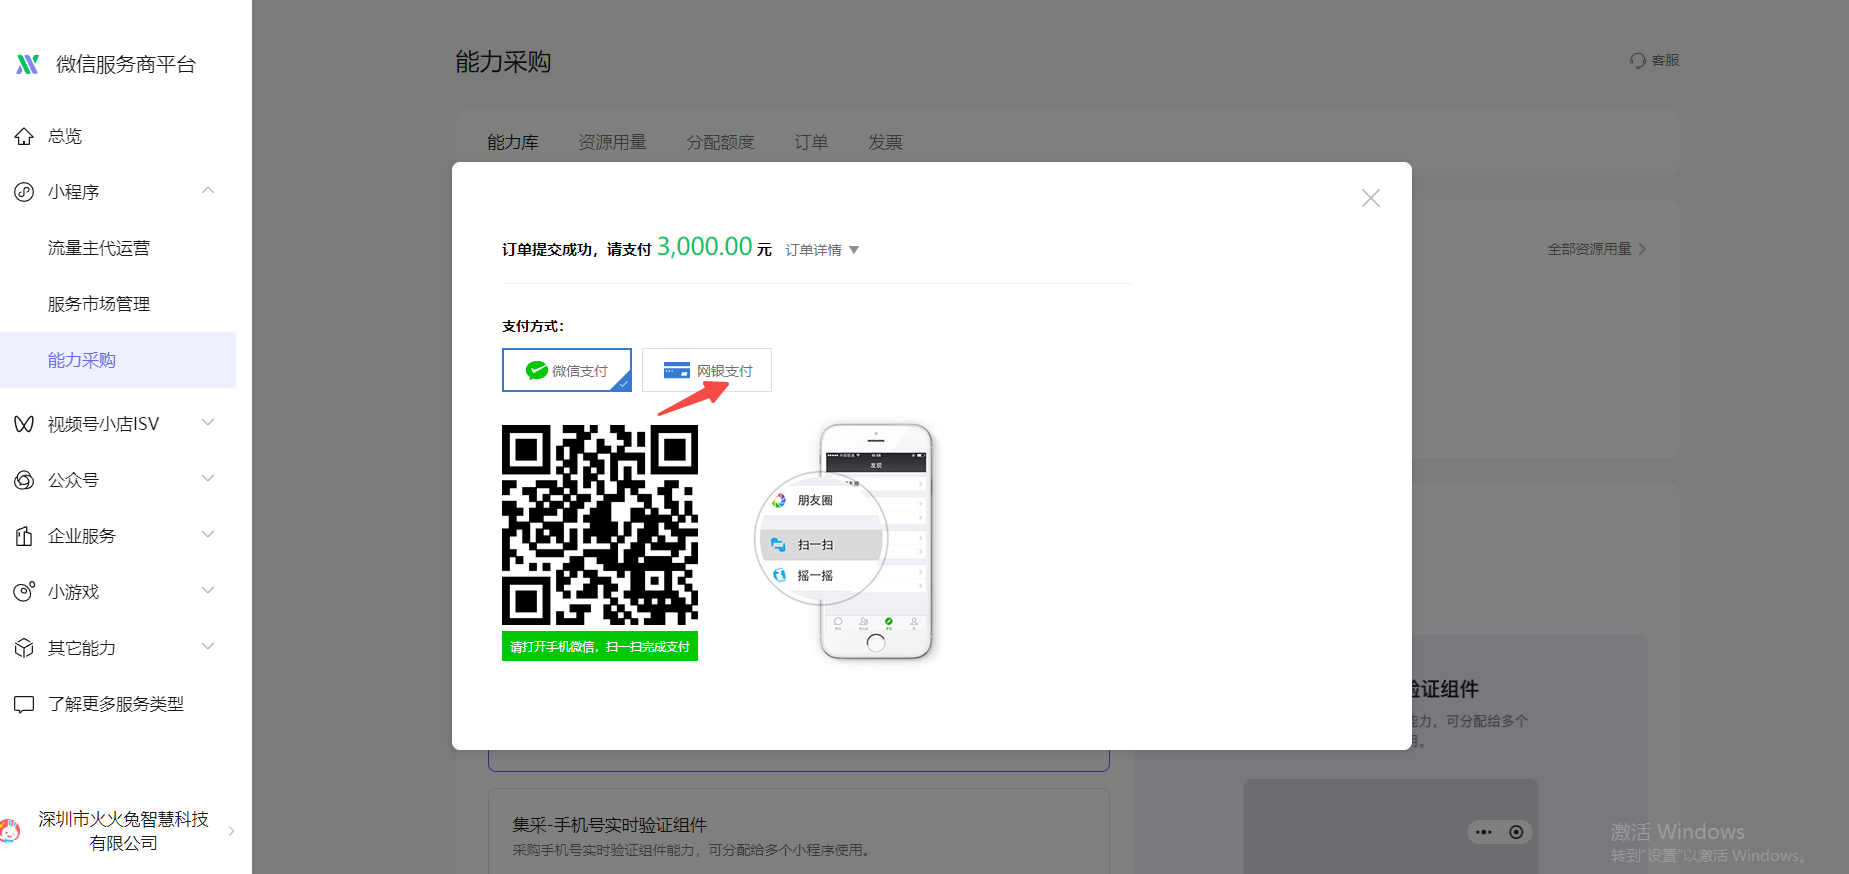 微信服务商平台
总览
小程序
流量主代运营
服务市场管理
能力采购
视频号小店ISV
公众号
企业服务
小游戏
其它能力
了解更多服务类型
深圳市火火兔智慧科技
有限公司
能力采购
客服
能力库 资源用量 分配额度 订单 发票
全部资源用量
订单提交成功，请支付 3,000.00 元 订单详情
支付方式：
微信支付 网银支付
发现
朋友圈
扫一扫
摇一摇
请打开手机微信，扫一扫完成支付
验证组件
能力，可分配给多个
用。
集采-手机号实时验证组件
采购手机号实时验证组件能力，可分配给多个小程序使用。
激活 Windows
转到"设置"以激活 Windows。